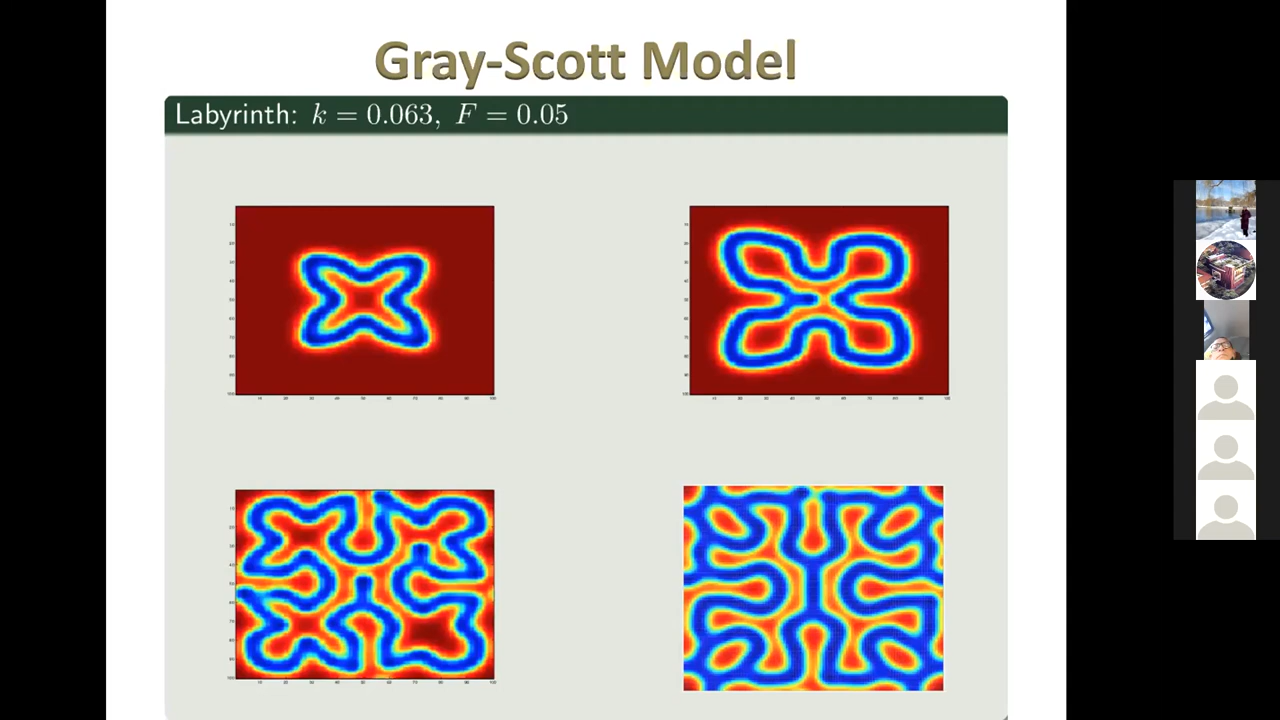 Gray-Scott Model
Labyrinth: k = 0.063, F = 0.05